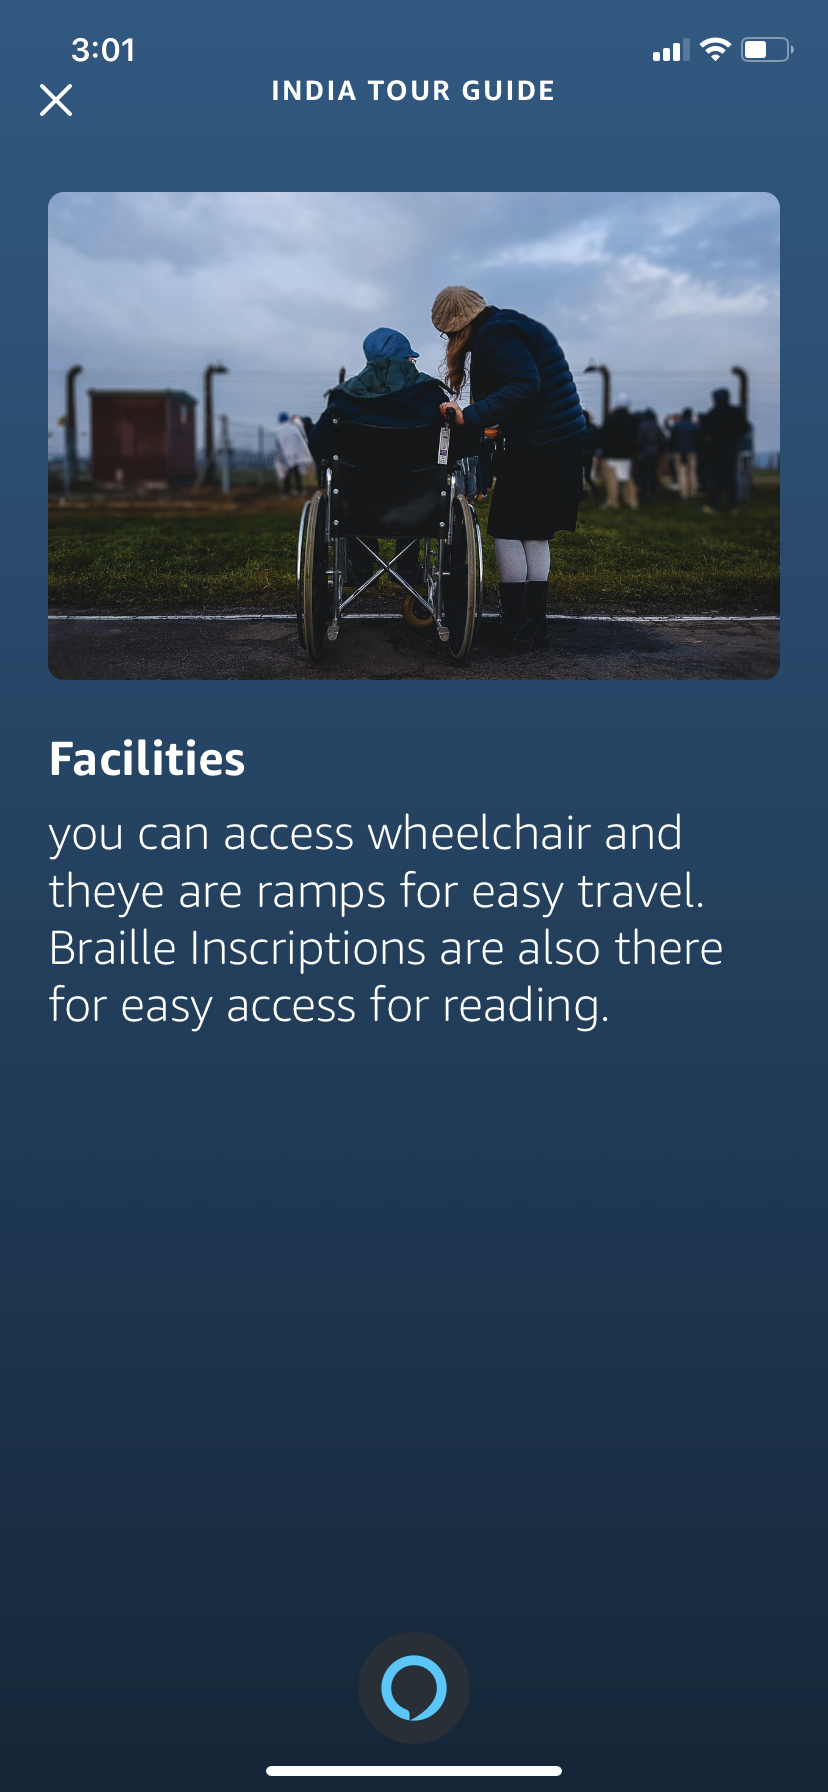 3:01
INDIA TOUR GUIDE
Facilities
you can access wheelchair and
theye are ramps for easy travel.
Braille Inscriptions are also there
for easy access for reading.